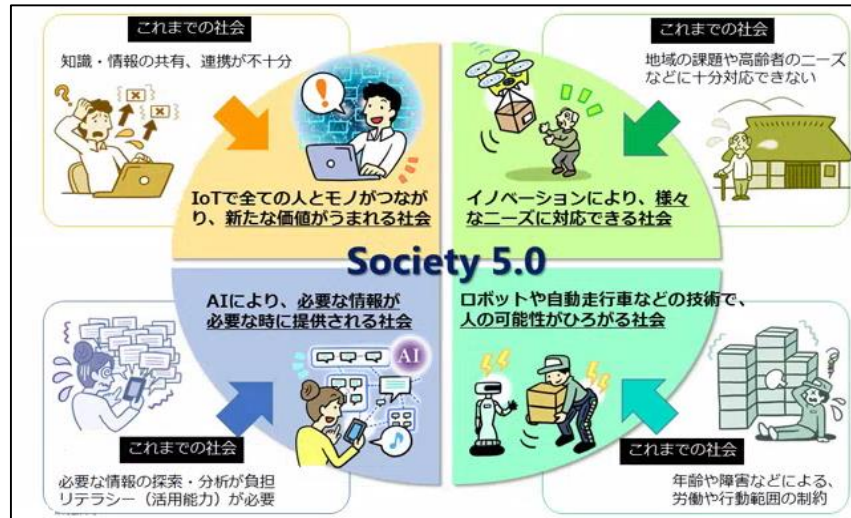 これまでの社会
知識・情報の共有、連携が不十分
IoTで全ての人とモノがつなが
り、新たな価値がうまれる社会
これまでの社会
地域の課題や高齢者のニーズ
などに十分対応できない
イノベーションにより、様々
なニーズに対応できる社会
Society 5.0
AIにより、必要な情報が
必要な時に提供される社会
AI
これまでの社会
必要な情報の探索・分析が負担
リテラシー（活用能力）が必要
ロボットや自動走行車などの技術で、
人の可能性がひろがる社会
これまでの社会
年齢や障害などによる、
労働や行動範囲の制約